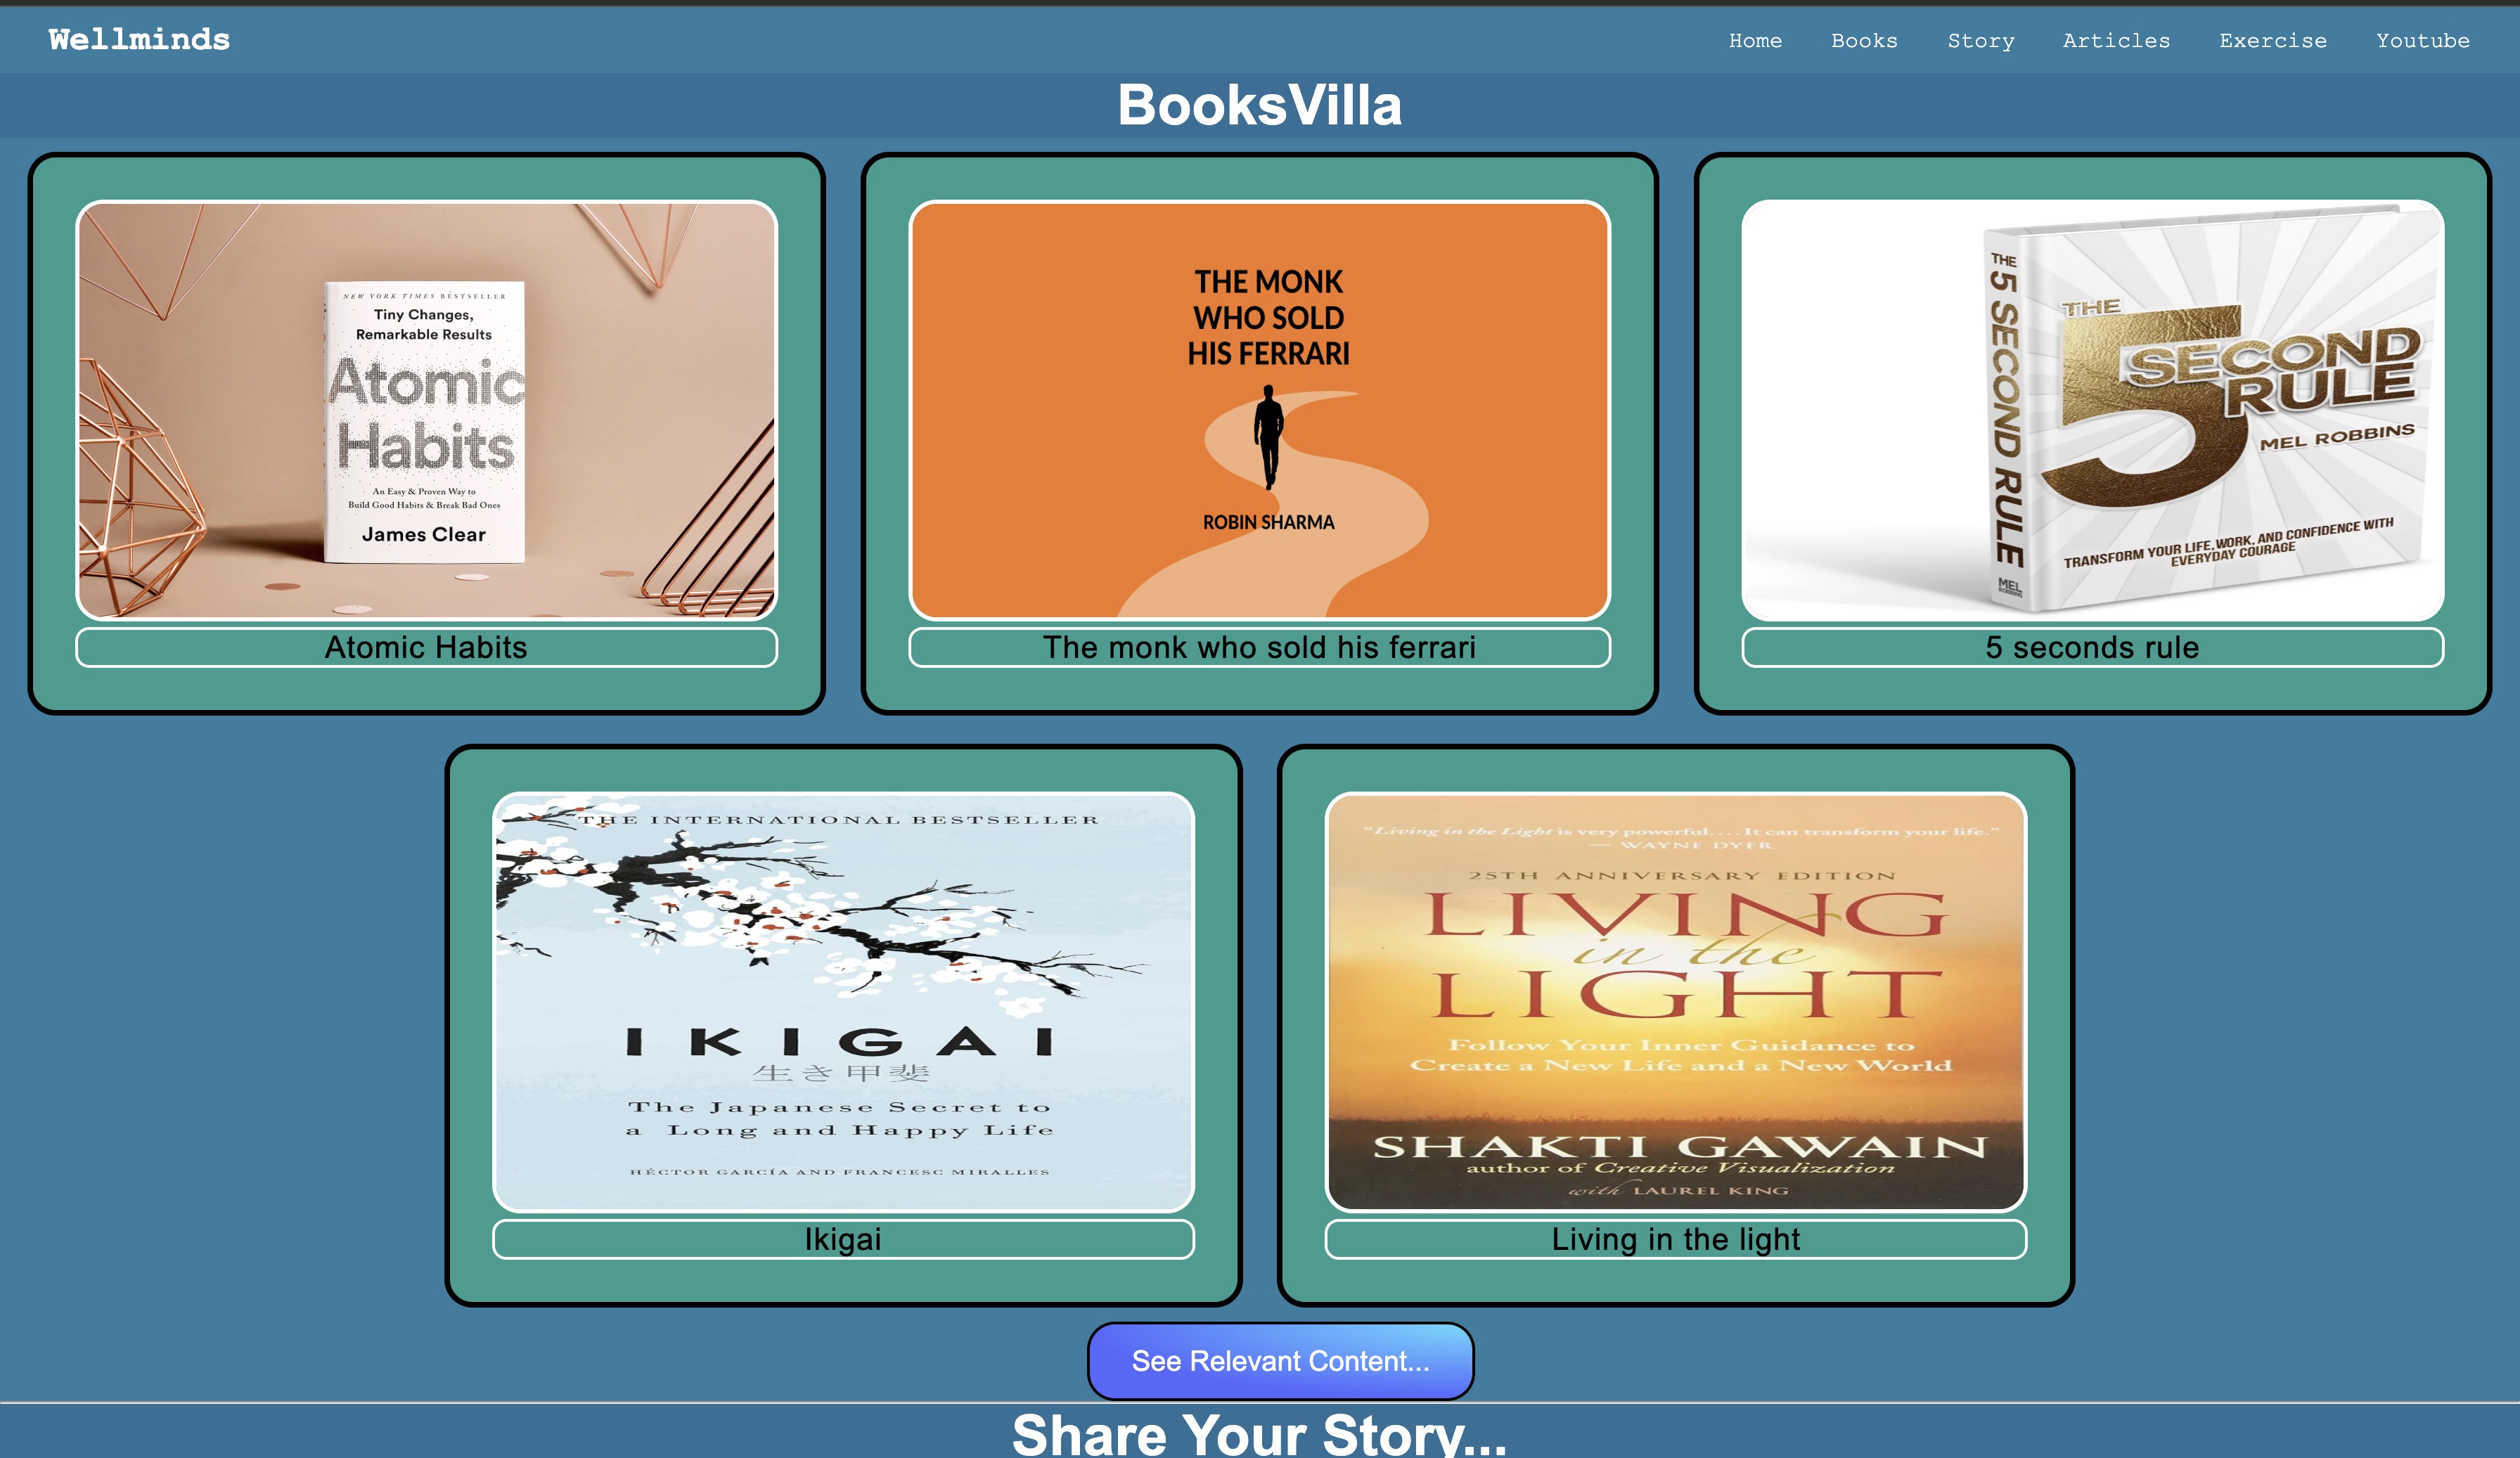 Wellminds
Home Books Story Articles Exercise Youtube
BooksVilla
NEW YORK TIMES BESTSELLER
Tiny Changes,
Remarkable Results
Atomic
Habits
An Easy & Proven Way to
Build Good Habits & Break Bad Ones
James Clear
Atomic Habits
THE MONK
WHO SOLD
HIS FERRARI
ROBIN SHARMA
The monk who sold his ferrari
THE 5 SECOND RULE
MEL
ROBBINS
THE
5 SECOND
RULE
MEL ROBBINS
TRANSFORM YOUR LIFE, WORK, AND CONFIDENCE WITH
EVERYDAY COURAGE
5 seconds rule
THE INTERNATIONAL BESTSELLER
IKIGAI
生き甲斐
The Japanese Secret to
a Long and Happy Life
HÉCTOR GARCÍA AND FRANCESC MIRALLES
Ikigai
"Living in the Light is very powerful. . . . It can transform your life."
— WAYNE DYER
25TH ANNIVERSARY EDITION
LIVING
in the
LIGHT
Follow Your Inner Guidance to
Create a New Life and a New World
SHAKTI GAWAIN
author of Creative Visualization
with LAUREL KING
Living in the light
See Relevant Content...
Share Your Story...